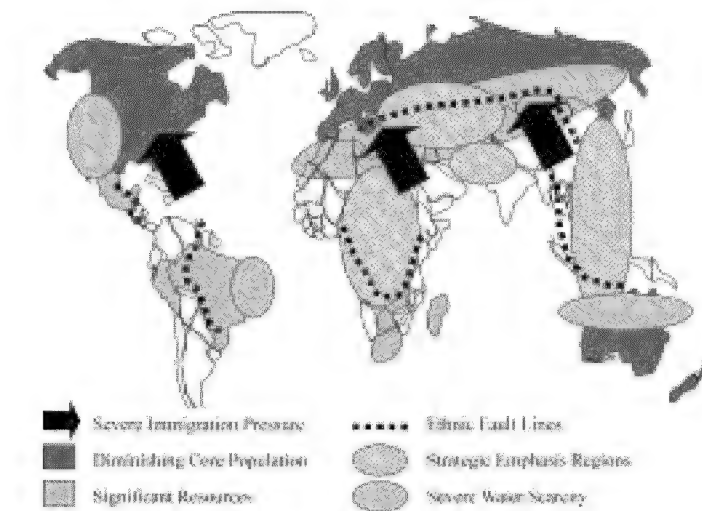 Severe Immigration Pressure
Ethnic Fault Lines
Diminishing Core Population
Strategic Emphasis Regions
Significant Resources
Severe Water Scarcity